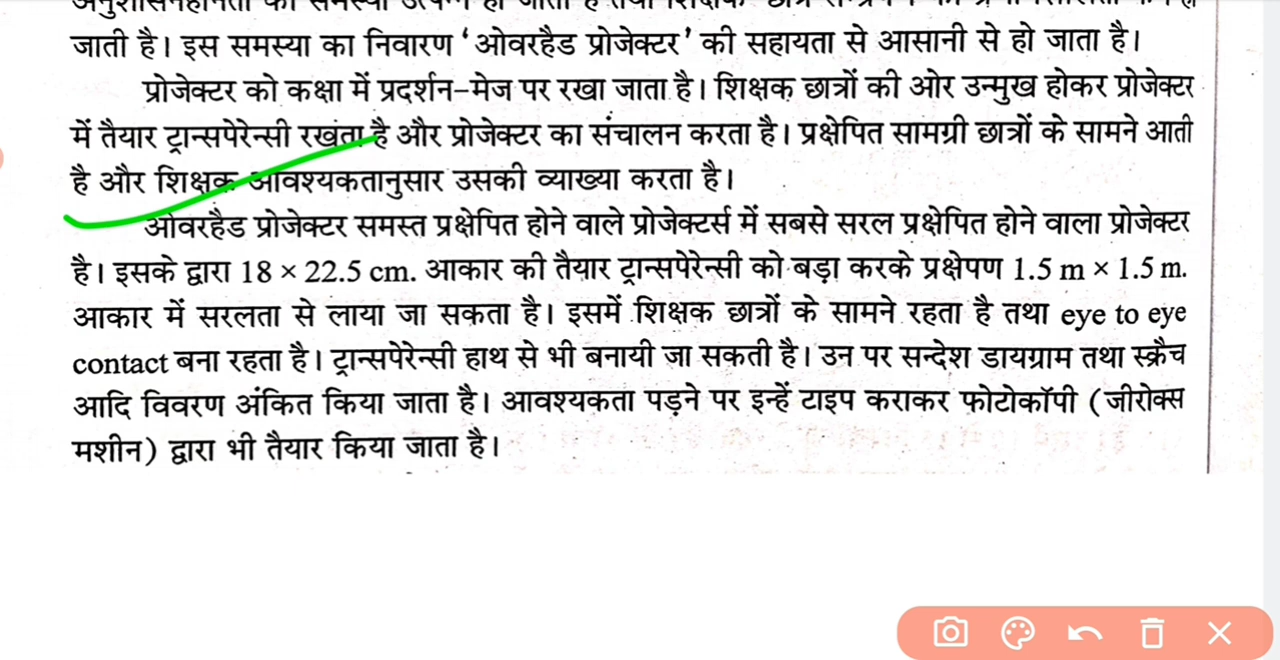 जाती है। इस समस्या का निवारण ‘ओवरहैड प्रोजेक्टर’ की सहायता से आसानी से हो जाता है।
प्रोजेक्टर को कक्षा में प्रदर्शन-मेज पर रखा जाता है। शिक्षक छात्रों की ओर उन्मुख होकर प्रोजेक्टर
में तैयार ट्रान्सपेरेन्सी रखता है और प्रोजेक्टर का संचालन करता है। प्रक्षेपित सामग्री छात्रों के सामने आती
है और शिक्षक आवश्यकतानुसार उसकी व्याख्या करता है।
ओवरहैड प्रोजेक्टर समस्त प्रक्षेपित होने वाले प्रोजेक्टर्स में सबसे सरल प्रक्षेपित होने वाला प्रोजेक्टर
है। इसके द्वारा 18 × 22.5 cm. आकार की तैयार ट्रान्सपेरेन्सी को बड़ा करके प्रक्षेपण 1.5 m × 1.5 m.
आकार में सरलता से लाया जा सकता है। इसमें शिक्षक छात्रों के सामने रहता है तथा eye to eye
contact बना रहता है। ट्रान्सपेरेन्सी हाथ से भी बनायी जा सकती है। उन पर सन्देश डायग्राम तथा स्क्रैच
आदि विवरण अंकित किया जाता है। आवश्यकता पड़ने पर इन्हें टाइप कराकर फोटोकॉपी (जीरोक्स
मशीन) द्वारा भी तैयार किया जाता है।